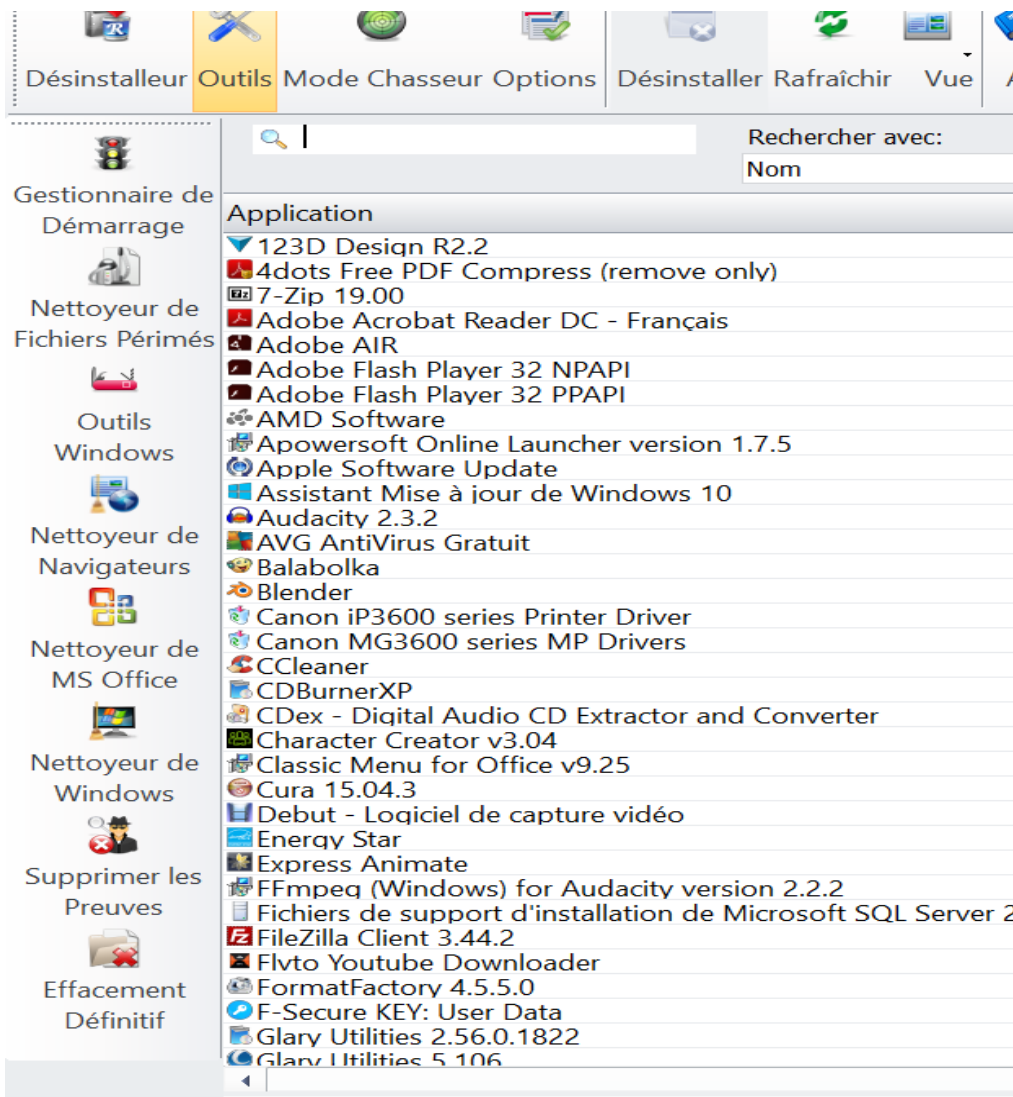 Désinstalleur Outils Mode Chasseur Options Désinstaller Rafraîchir Vue
Rechercher avec:
Nom
Gestionnaire de
Démarrage
Nettoyeur de
Fichiers Périmés
Outils
Windows
Nettoyeur de
Navigateurs
Nettoyeur de
MS Office
Nettoyeur de
Windows
Supprimer les
Preuves
Effacement
Définitif
Application
123D Design R2.2
4dots Free PDF Compress (remove only)
7-Zip 19.00
Adobe Acrobat Reader DC - Français
Adobe AIR
Adobe Flash Player 32 NPAPI
Adobe Flash Player 32 PPAPI
AMD Software
Apowersoft Online Launcher version 1.7.5
Apple Software Update
Assistant Mise à jour de Windows 10
Audacity 2.3.2
AVG AntiVirus Gratuit
Balabolka
Blender
Canon iP3600 series Printer Driver
Canon MG3600 series MP Drivers
CCleaner
CDBurnerXP
CDex - Digital Audio CD Extractor and Converter
Character Creator v3.04
Classic Menu for Office v9.25
Cura 15.04.3
Debut - Logiciel de capture vidéo
Energy Star
Express Animate
FFmpeg (Windows) for Audacity version 2.2.2
Fichiers de support d'installation de Microsoft SQL Server 2
FileZilla Client 3.44.2
Flvto Youtube Downloader
FormatFactory 4.5.5.0
F-Secure KEY: User Data
Glary Utilities 2.56.0.1822
Glary Utilities 5.106